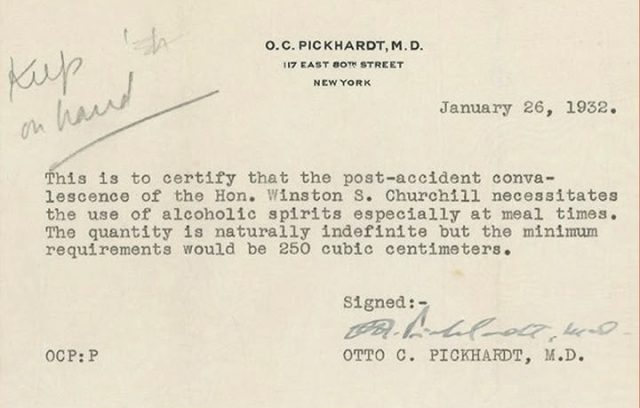 O.C. PICKHARDT, M.D.
117 EAST 80TH STREET
NEW YORK
Keep
on hand
January 26, 1932.
This is to certify that the post-accident conva-
lescence of the Hon. Winston S. Churchill necessitates
the use of alcoholic spirits especially at meal times.
The quantity is naturally indefinite but the minimum
requirements would be 250 cubic centimeters.
Signed:-
OCP:P
OTTO C. PICKHARDT, M.D.